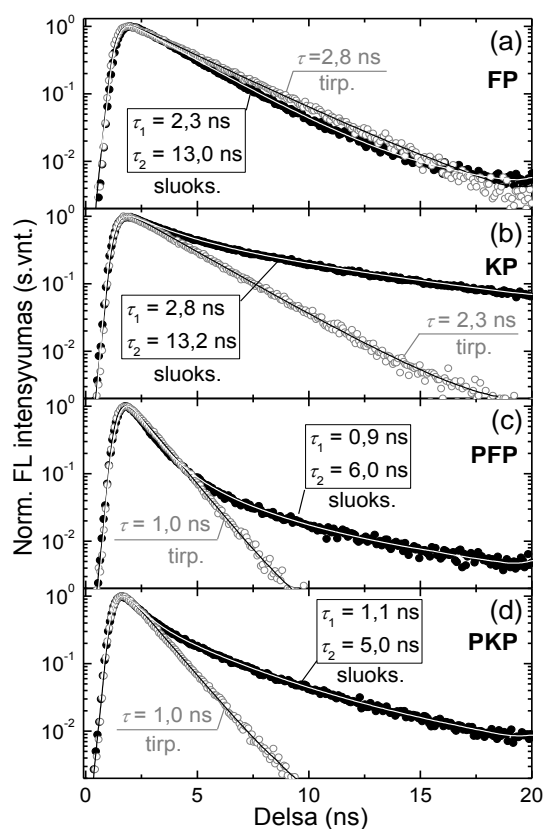 Norm. FL intensyvumas (s.vnt.)
10⁰
10⁻¹
10⁻²
(a)
FP
τ=2,8 ns
tirp.
τ₁ = 2,3 ns
τ₂ = 13,0 ns
sluoks.
10⁰
10⁻¹
10⁻²
(b)
KP
τ₁ = 2,8 ns
τ₂ = 13,2 ns
sluoks.
τ = 2,3 ns
tirp.
10⁰
10⁻¹
10⁻²
(c)
PFP
τ₁ = 0,9 ns
τ₂ = 6,0 ns
sluoks.
τ = 1,0 ns
tirp.
10⁰
10⁻¹
10⁻²
(d)
PKP
τ₁ = 1,1 ns
τ₂ = 5,0 ns
sluoks.
τ = 1,0 ns
tirp.
0 5 10 15 20
Delsa (ns)